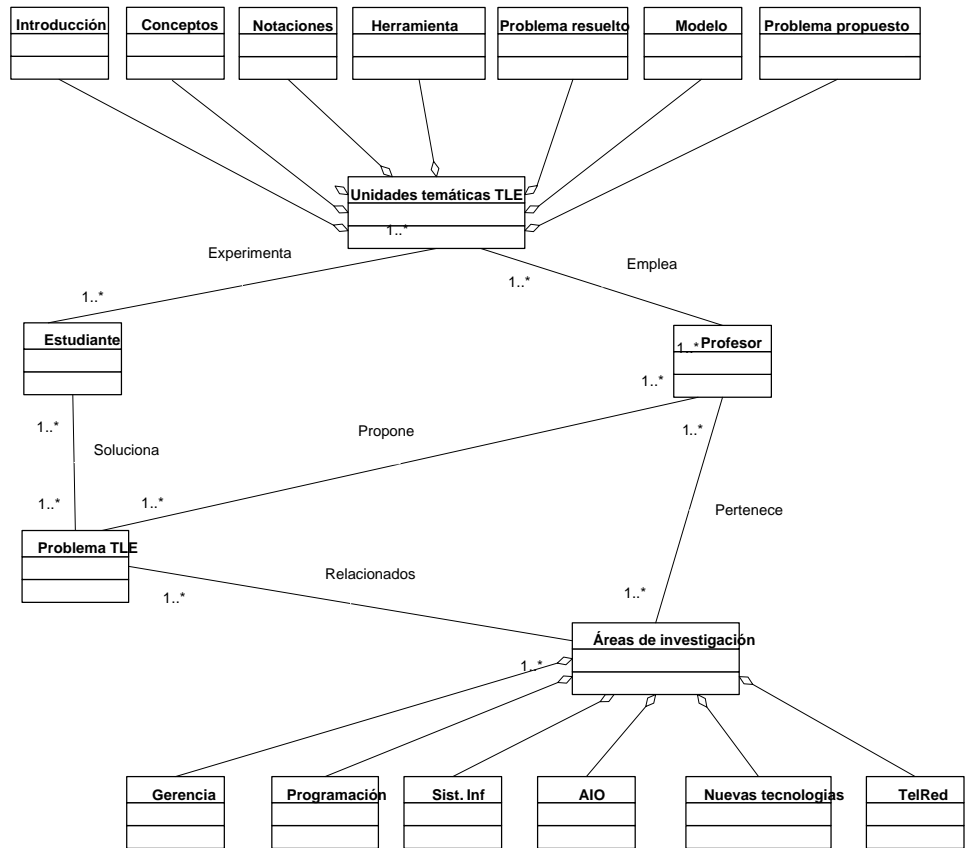 Introducción
Conceptos
Notaciones
Herramienta
Problema resuelto
Modelo
Problema propuesto
Unidades temáticas TLE
1..*
Experimenta
Emplea
1..*
1..*
Estudiante
1..*
Profesor
1..*
1..*
Propone
1..*
Soluciona
1..*
1..*
Pertenece
Problema TLE
Relacionados
1..*
1..*
Áreas de investigación
1..*
Gerencia
Programación
Sist. Inf
AIO
Nuevas tecnologias
TelRed